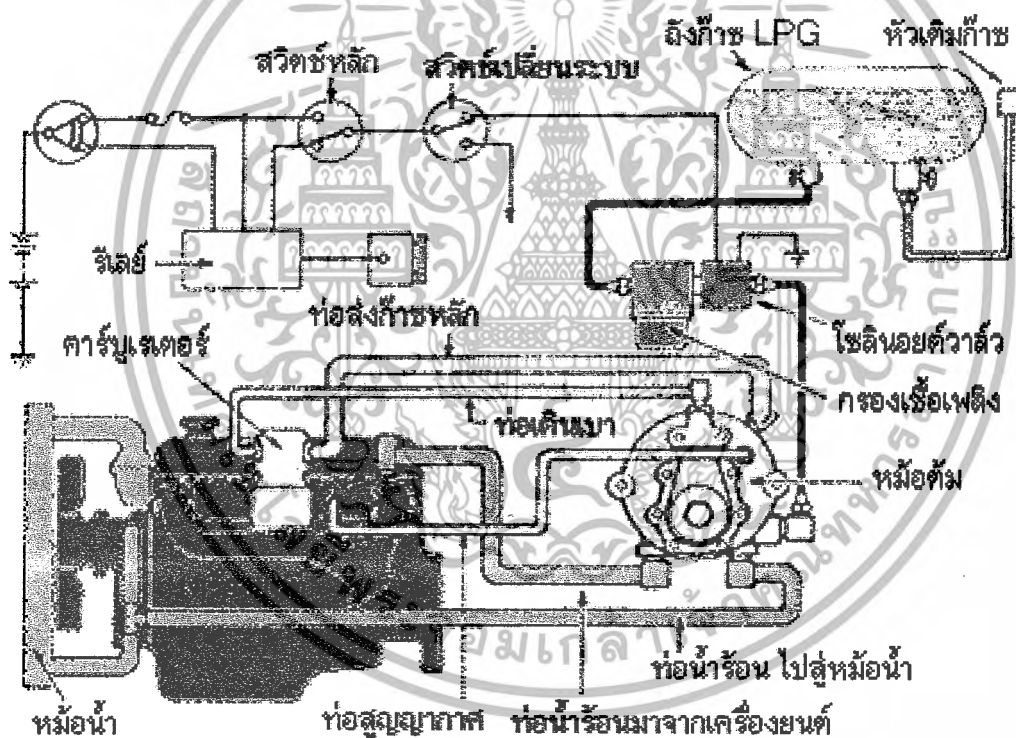 ถังก๊าซ LPG
หัวเติมก๊าซ
สวิตช์หลัก
สวิตช์เปลี่ยนระบบ
รีเลย์
ท่อส่งก๊าซหลัก
คาร์บูเรเตอร์
โซลินอยด์วาล์ว
กรองเชื้อเพลิง
ท่อเดินเบา
หม้อต้ม
ท่อน้ำร้อน ไปสู่หม้อน้ำ
หม้อน้ำ
ท่อสูญญากาศ
ท่อน้ำร้อนมาจากเครื่องยนต์